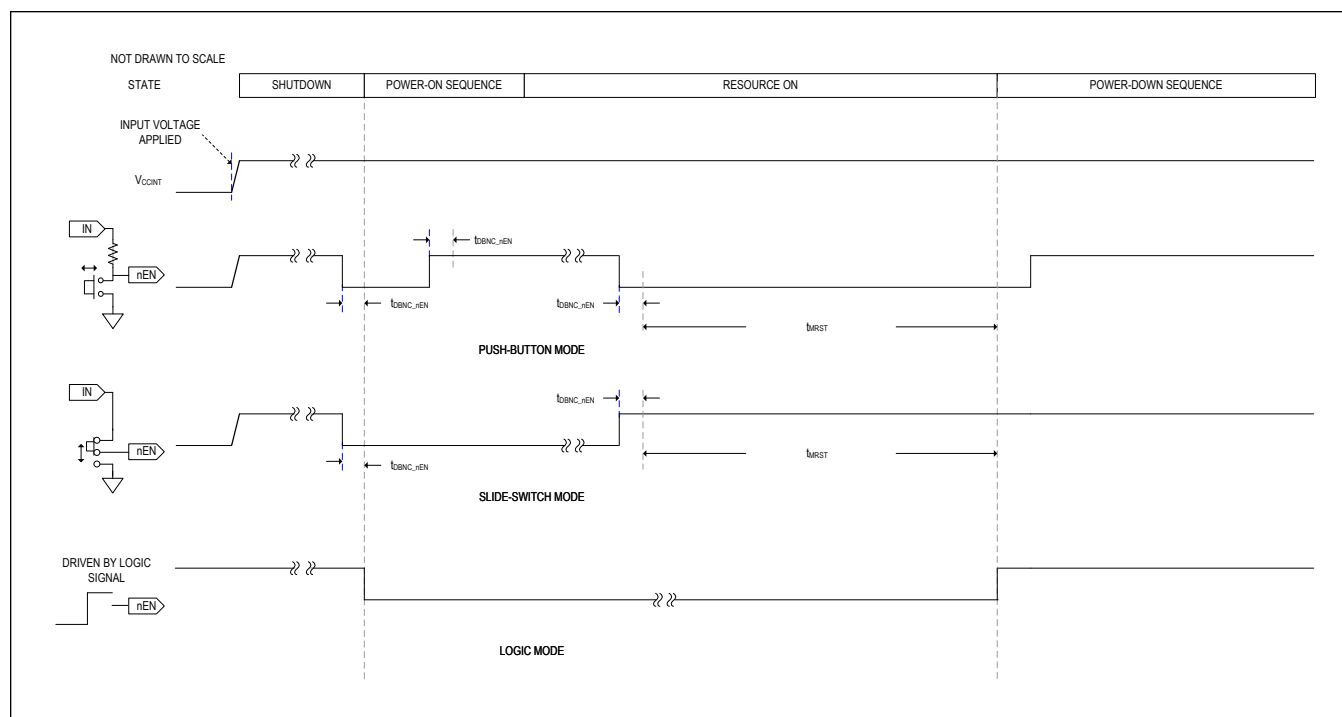 NOT DRAWN TO SCALE
STATE
SHUTDOWN
POWER-ON SEQUENCE
RESOURCE ON
POWER-DOWN SEQUENCE
INPUT VOLTAGE
APPLIED
VCCINT
IN
nEN
tDBNC_nEN
tDBNC_nEN
tDBNC_nEN
tMRST
PUSH-BUTTON MODE
IN
nEN
tDBNC_nEN
tDBNC_nEN
tMRST
SLIDE-SWITCH MODE
DRIVEN BY LOGIC
SIGNAL
nEN
LOGIC MODE